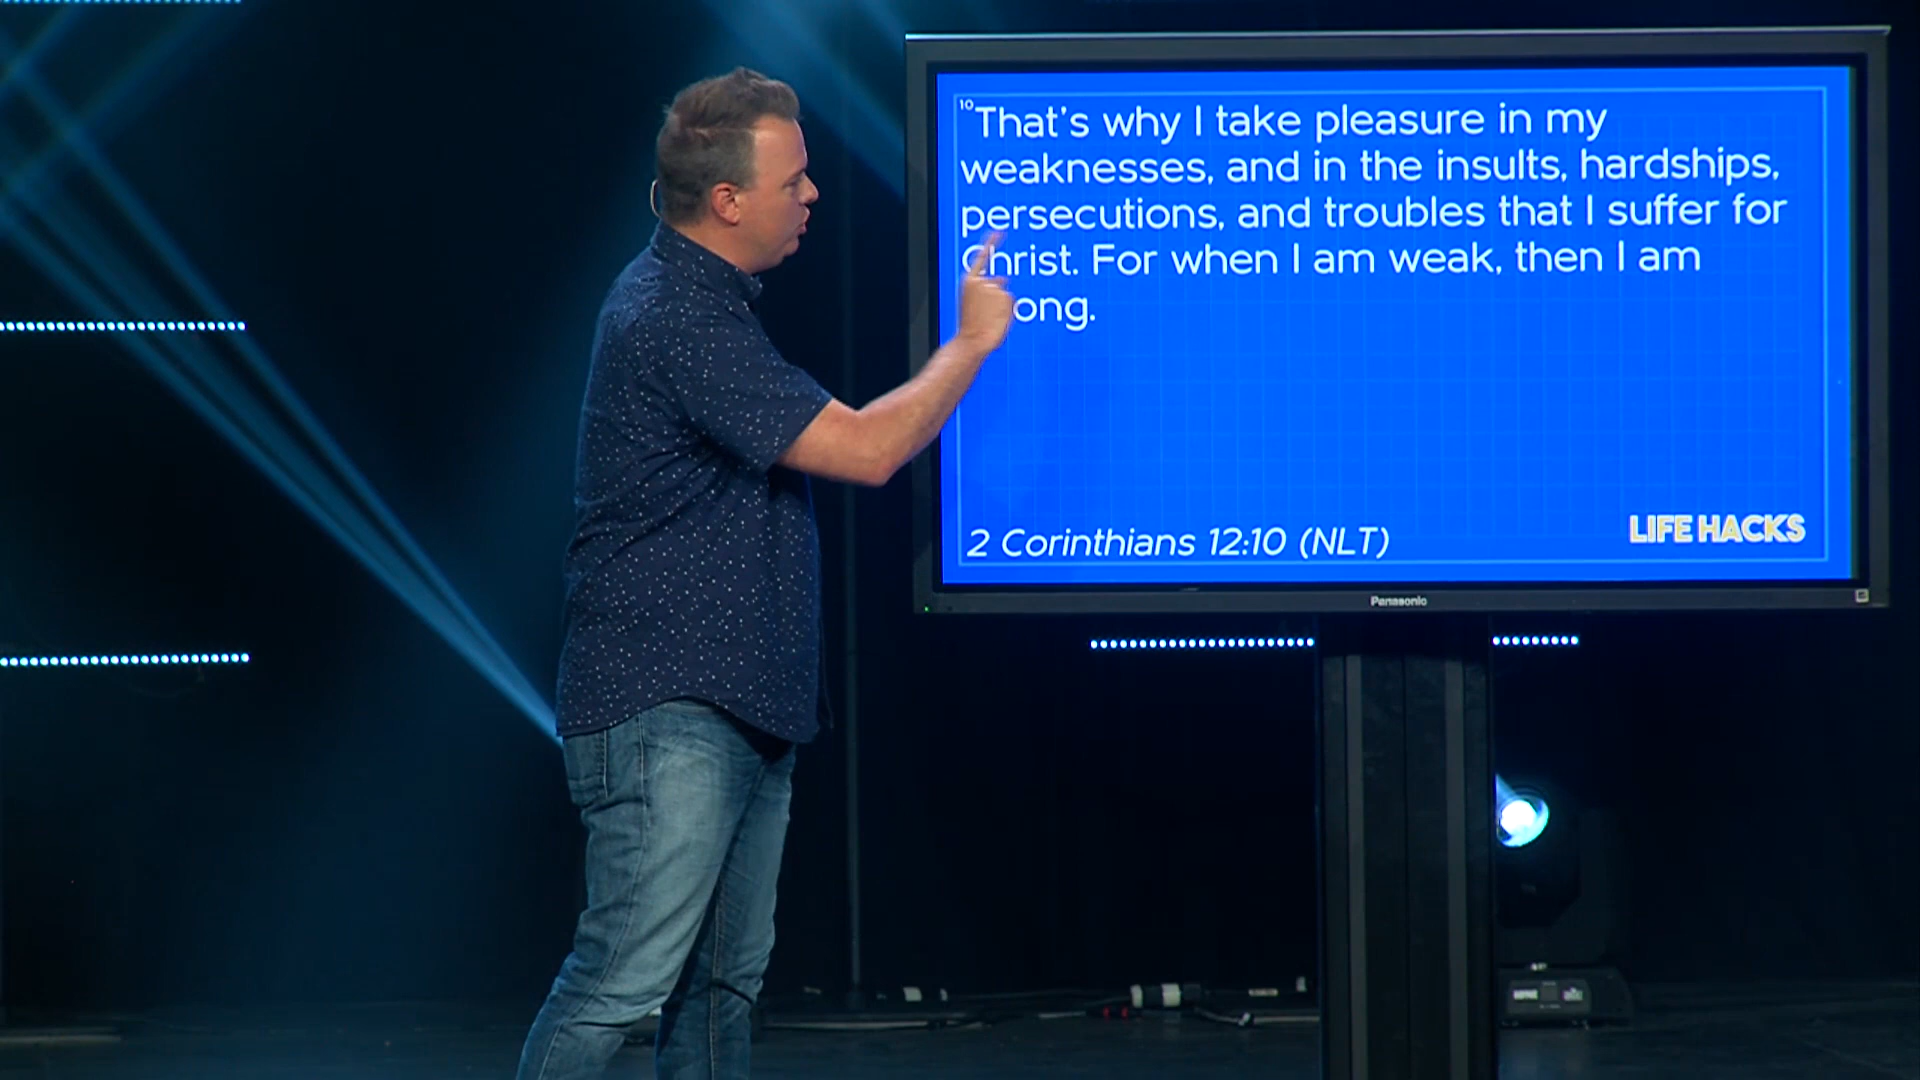 10That's why I take pleasure in my
weaknesses, and in the insults, hardships,
persecutions, and troubles that I suffer for
Christ. For when I am weak, then I am
ong.
2 Corinthians 12:10 (NLT)
LIFE HACKS
Panasonic